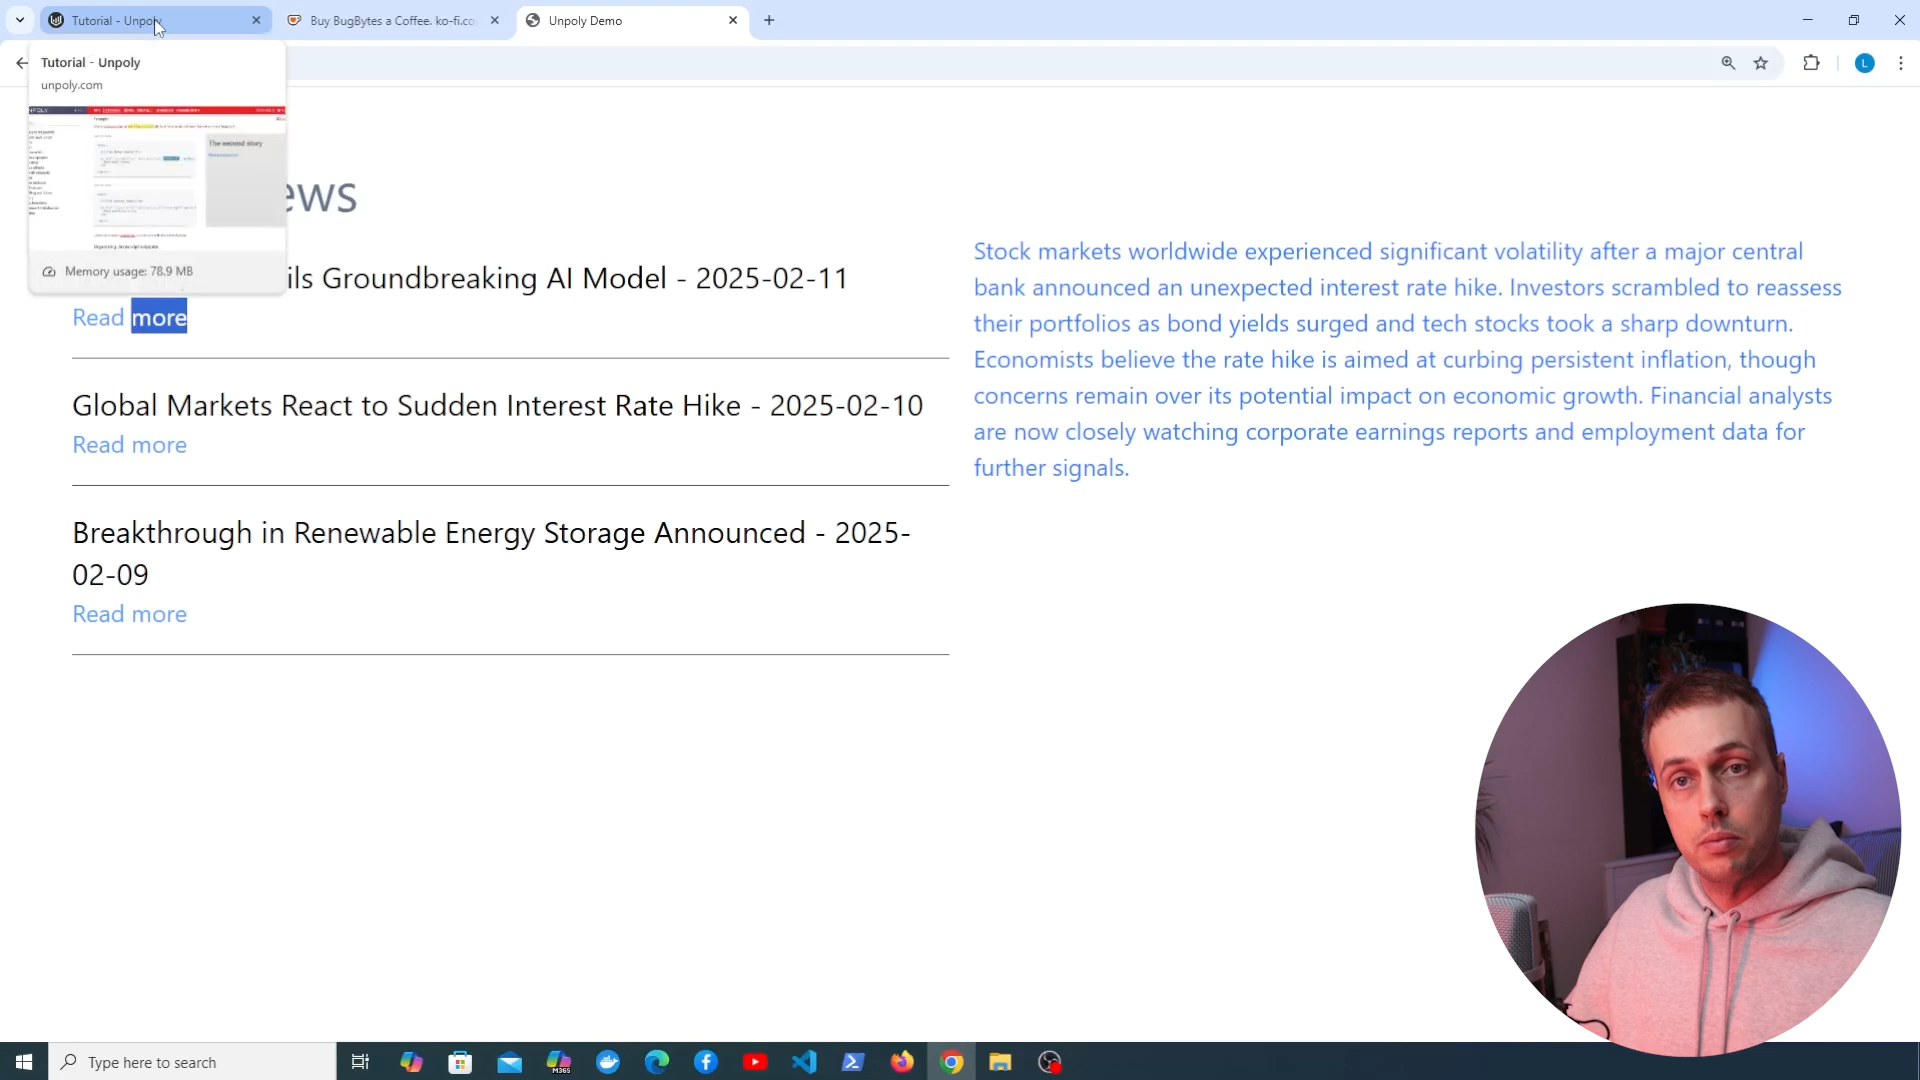 Tutorial - Unpoly
Buy BugBytes a Coffee. ko-fi.co
Unpoly Demo
Tutorial - Unpoly
unpoly.com
The second story
Memory usage: 78.9 MB
L
ews
ils Groundbreaking AI Model - 2025-02-11
Read more
Global Markets React to Sudden Interest Rate Hike - 2025-02-10
Read more
Breakthrough in Renewable Energy Storage Announced - 2025-
02-09
Read more
Stock markets worldwide experienced significant volatility after a major central
bank announced an unexpected interest rate hike. Investors scrambled to reassess
their portfolios as bond yields surged and tech stocks took a sharp downturn.
Economists believe the rate hike is aimed at curbing persistent inflation, though
concerns remain over its potential impact on economic growth. Financial analysts
are now closely watching corporate earnings reports and employment data for
further signals.
Type here to search
M365